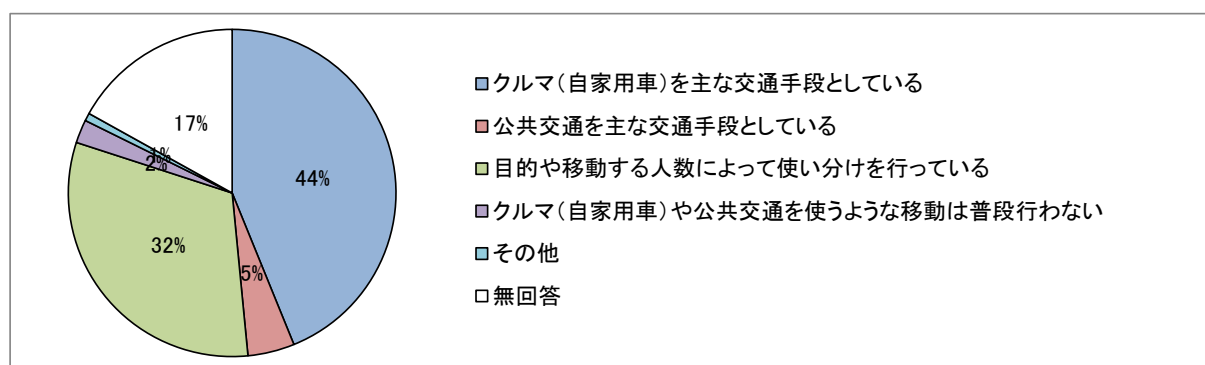 17%
1%
2%
44%
32%
5%
クルマ(自家用車)を主な交通手段としている
公共交通を主な交通手段としている
目的や移動する人数によって使い分けを行っている
クルマ(自家用車)や公共交通を使うような移動は普段行わない
その他
無回答